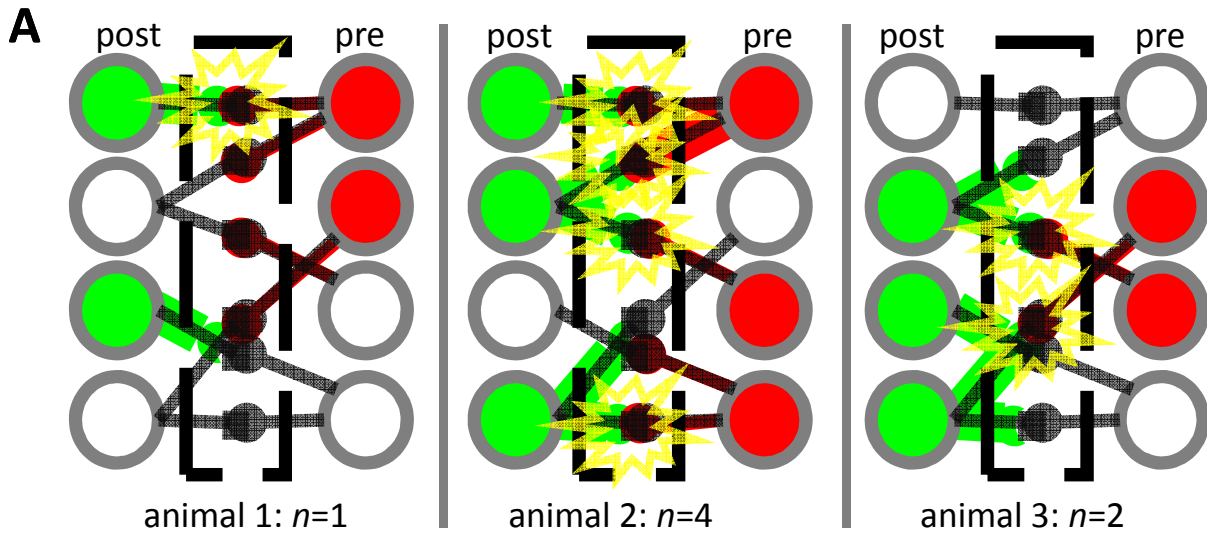 A
post pre
post pre
post pre
animal 1: n=1
animal 2: n=4
animal 3: n=2